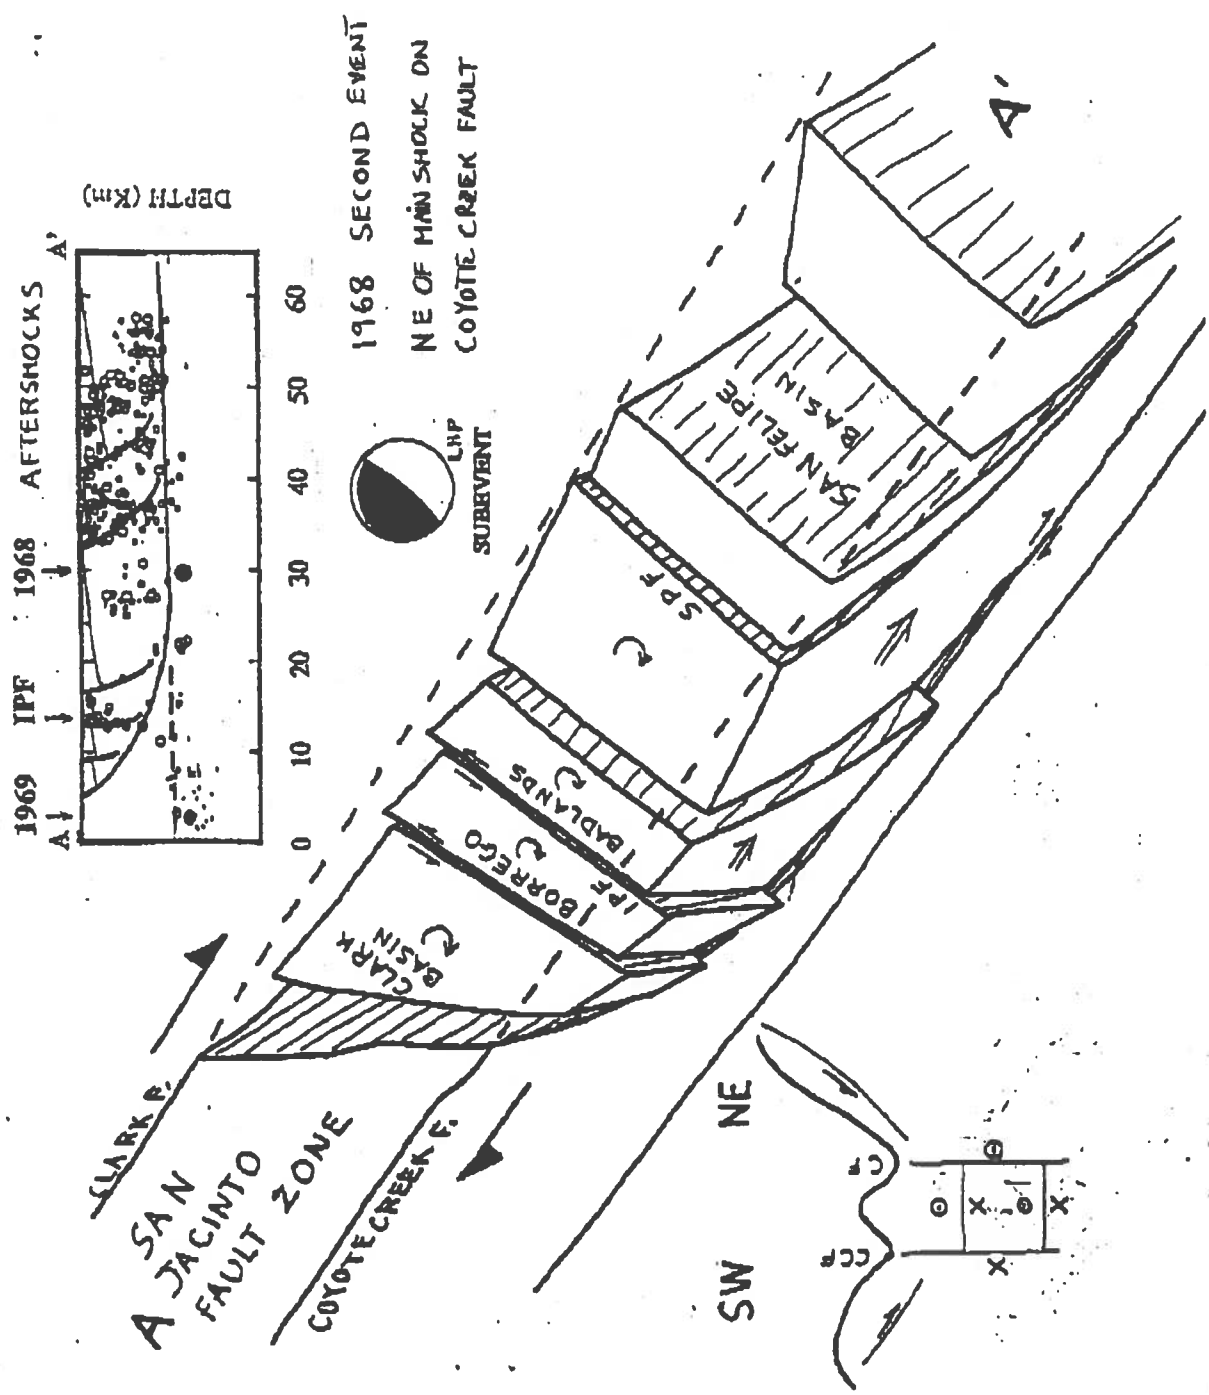 1969 IPF 1968 AFTERSHOCKS
A A'
DEPTH (Km)
0 10 20 30 40 50 60
1968 SECOND EVENT
NE OF MAINSHOCK ON
COYOTE CREEK FAULT
LHP
SUBEVENT
CLARK F.
A
SAN
JACINTO
FAULT ZONE
COYOTE CREEK F.
CLARK
BASIN
BORREGO
IPF
BADLANDS
SPF
SAN FELIPE
BASIN
A'
SW NE
CCF CF
X X X